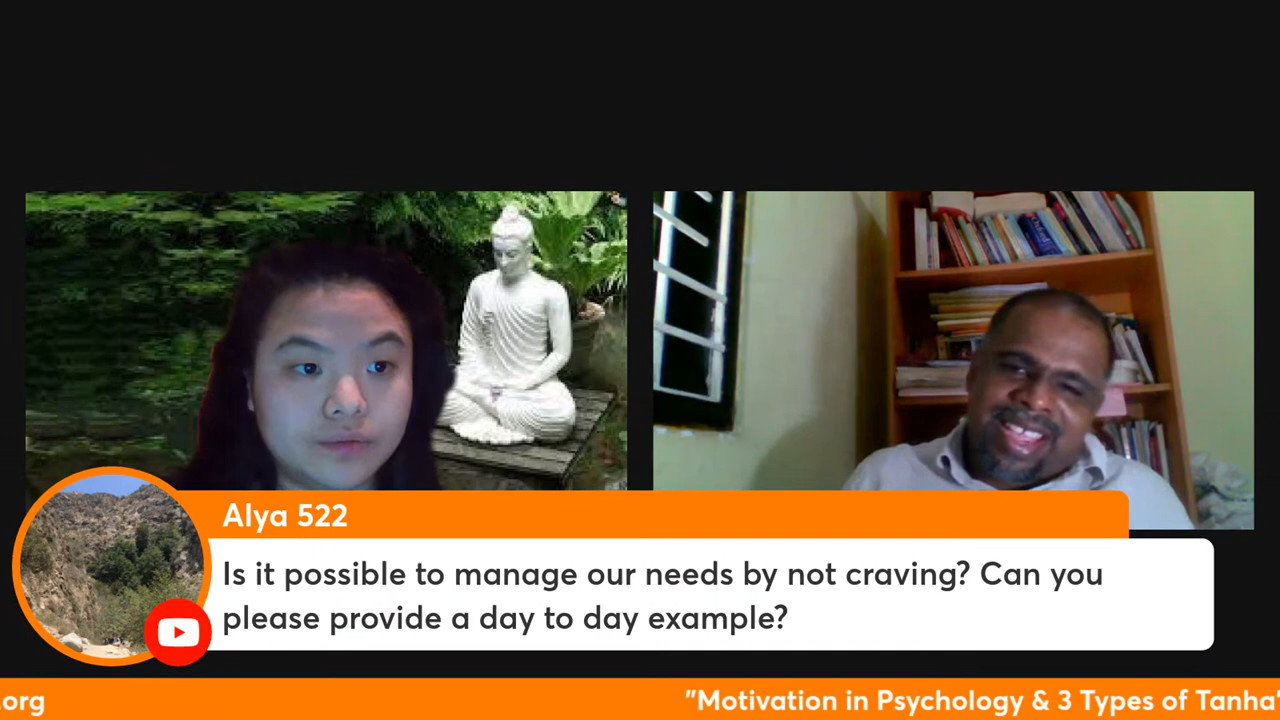 Alya 522
Is it possible to manage our needs by not craving? Can you
please provide a day to day example?
.org
"Motivation in Psychology & 3 Types of Tanha"